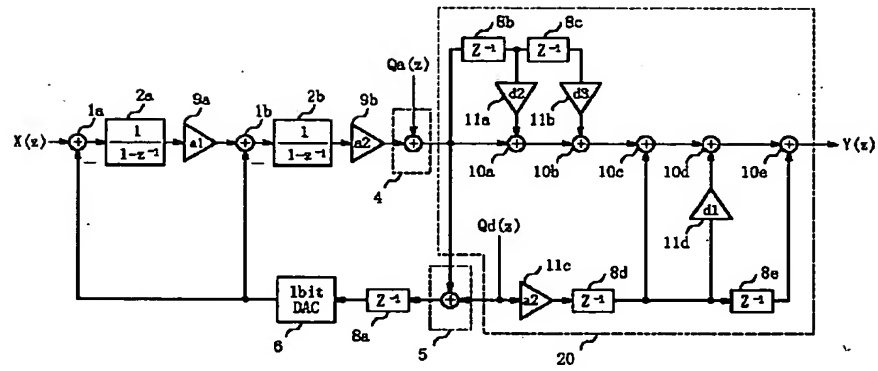 8b
8c
Z⁻¹
Z⁻¹
Qa(z)
2a
9a
2b
9b
d2
d3
1a
1b
11a
11b
X(z)
1
1-z⁻¹
a1
1
1-z⁻¹
a2
Y(z)
10a
10b
10c
10d
10e
4
Qd(z)
d1
11c
11d
8d
8e
1bit
DAC
Z⁻¹
a2
Z⁻¹
Z⁻¹
6
8a
5
20